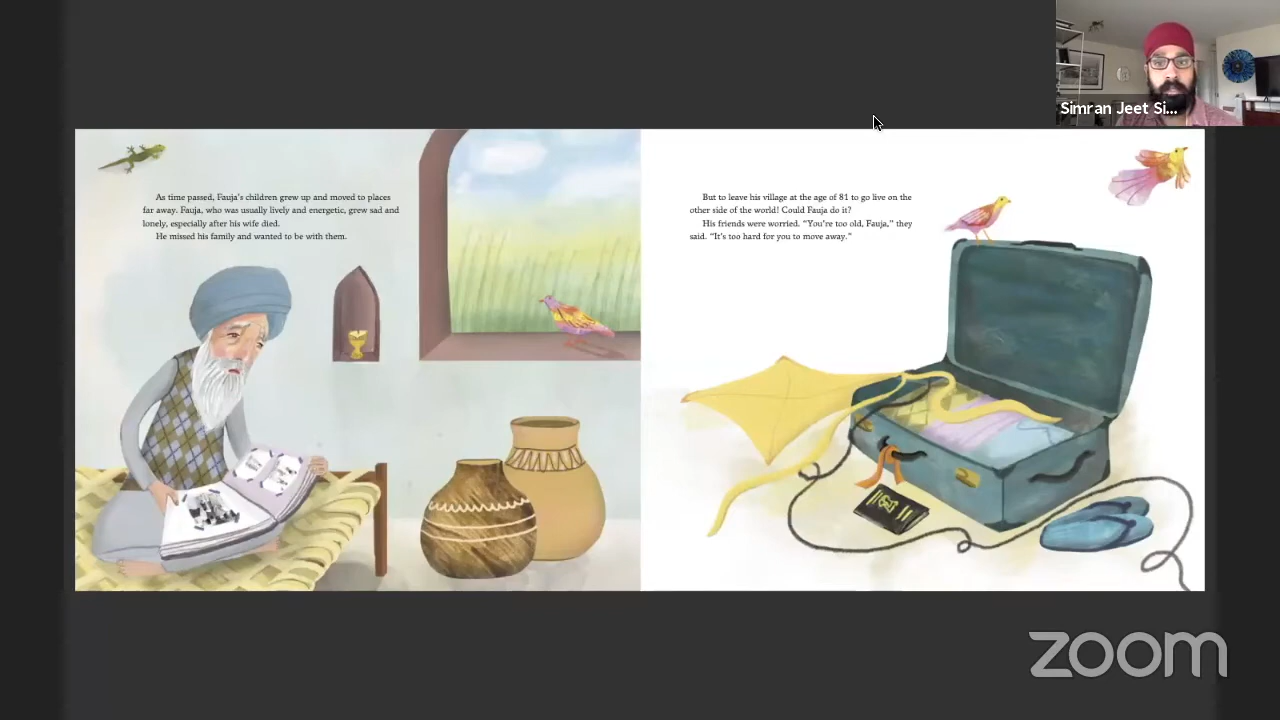 Simran Jeet Si...
As time passed, Fauja's children grew up and moved to places
far away. Fauja, who was usually lively and energetic, grew sad and
lonely, especially after his wife died.
He missed his family and wanted to be with them.
But to leave his village at the age of 81 to go live on the
other side of the world! Could Fauja do it?
His friends were worried. “You're too old, Fauja,” they
said. “It's too hard for you to move away.”
zoom